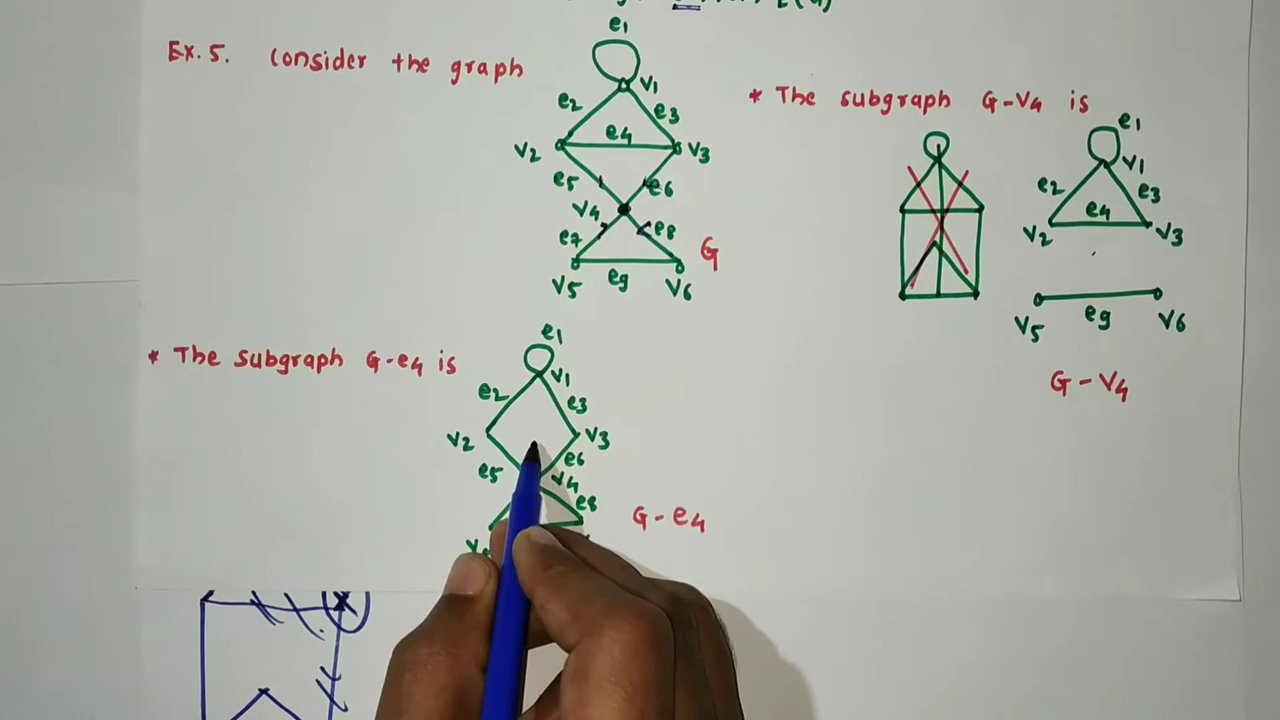 E(G)
Ex. 5. Consider the graph
e1
v1
e2
e3
e4
v2
v3
e5
e6
v4
e7
e8
G
v5
e9
v6
* The subgraph G-v4 is
e1
v1
e2
e3
e4
v2
v3
v5
e9
v6
G - v4
* The subgraph G-e4 is
e1
v1
e2
e3
v2
v3
e5
e6
v4
e8
G - e4